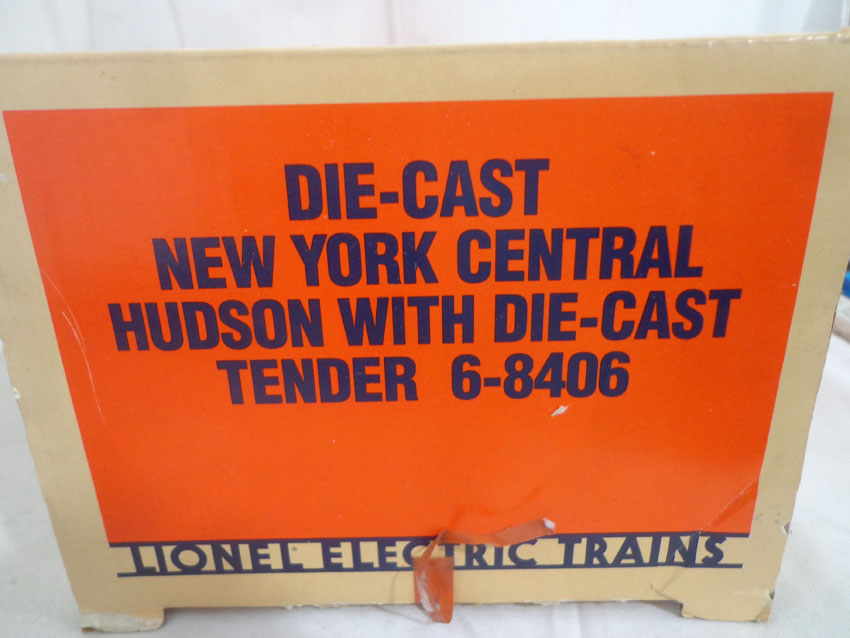 DIE-CAST
NEW YORK CENTRAL
HUDSON WITH DIE-CAST
TENDER 6-8406
LIONEL ELECTRIC TRAINS